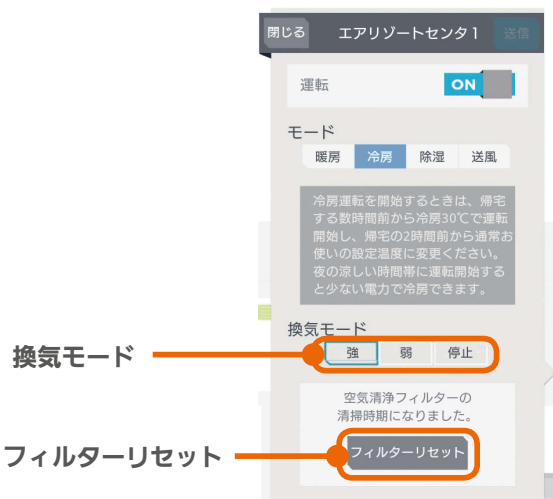 閉じる エアリゾートセンタ1 送信
運転 ON
モード
暖房 冷房 除湿 送風
冷房運転を開始するときは、帰宅
する数時間前から冷房30℃で運転
開始し、帰宅の2時間前から通常お
使いの設定温度に変更ください。
夜の涼しい時間帯に運転開始する
と少ない電力で冷房できます。
換気モード
換気モード
強 弱 停止
空気清浄フィルターの
清掃時期になりました。
フィルターリセット
フィルターリセット